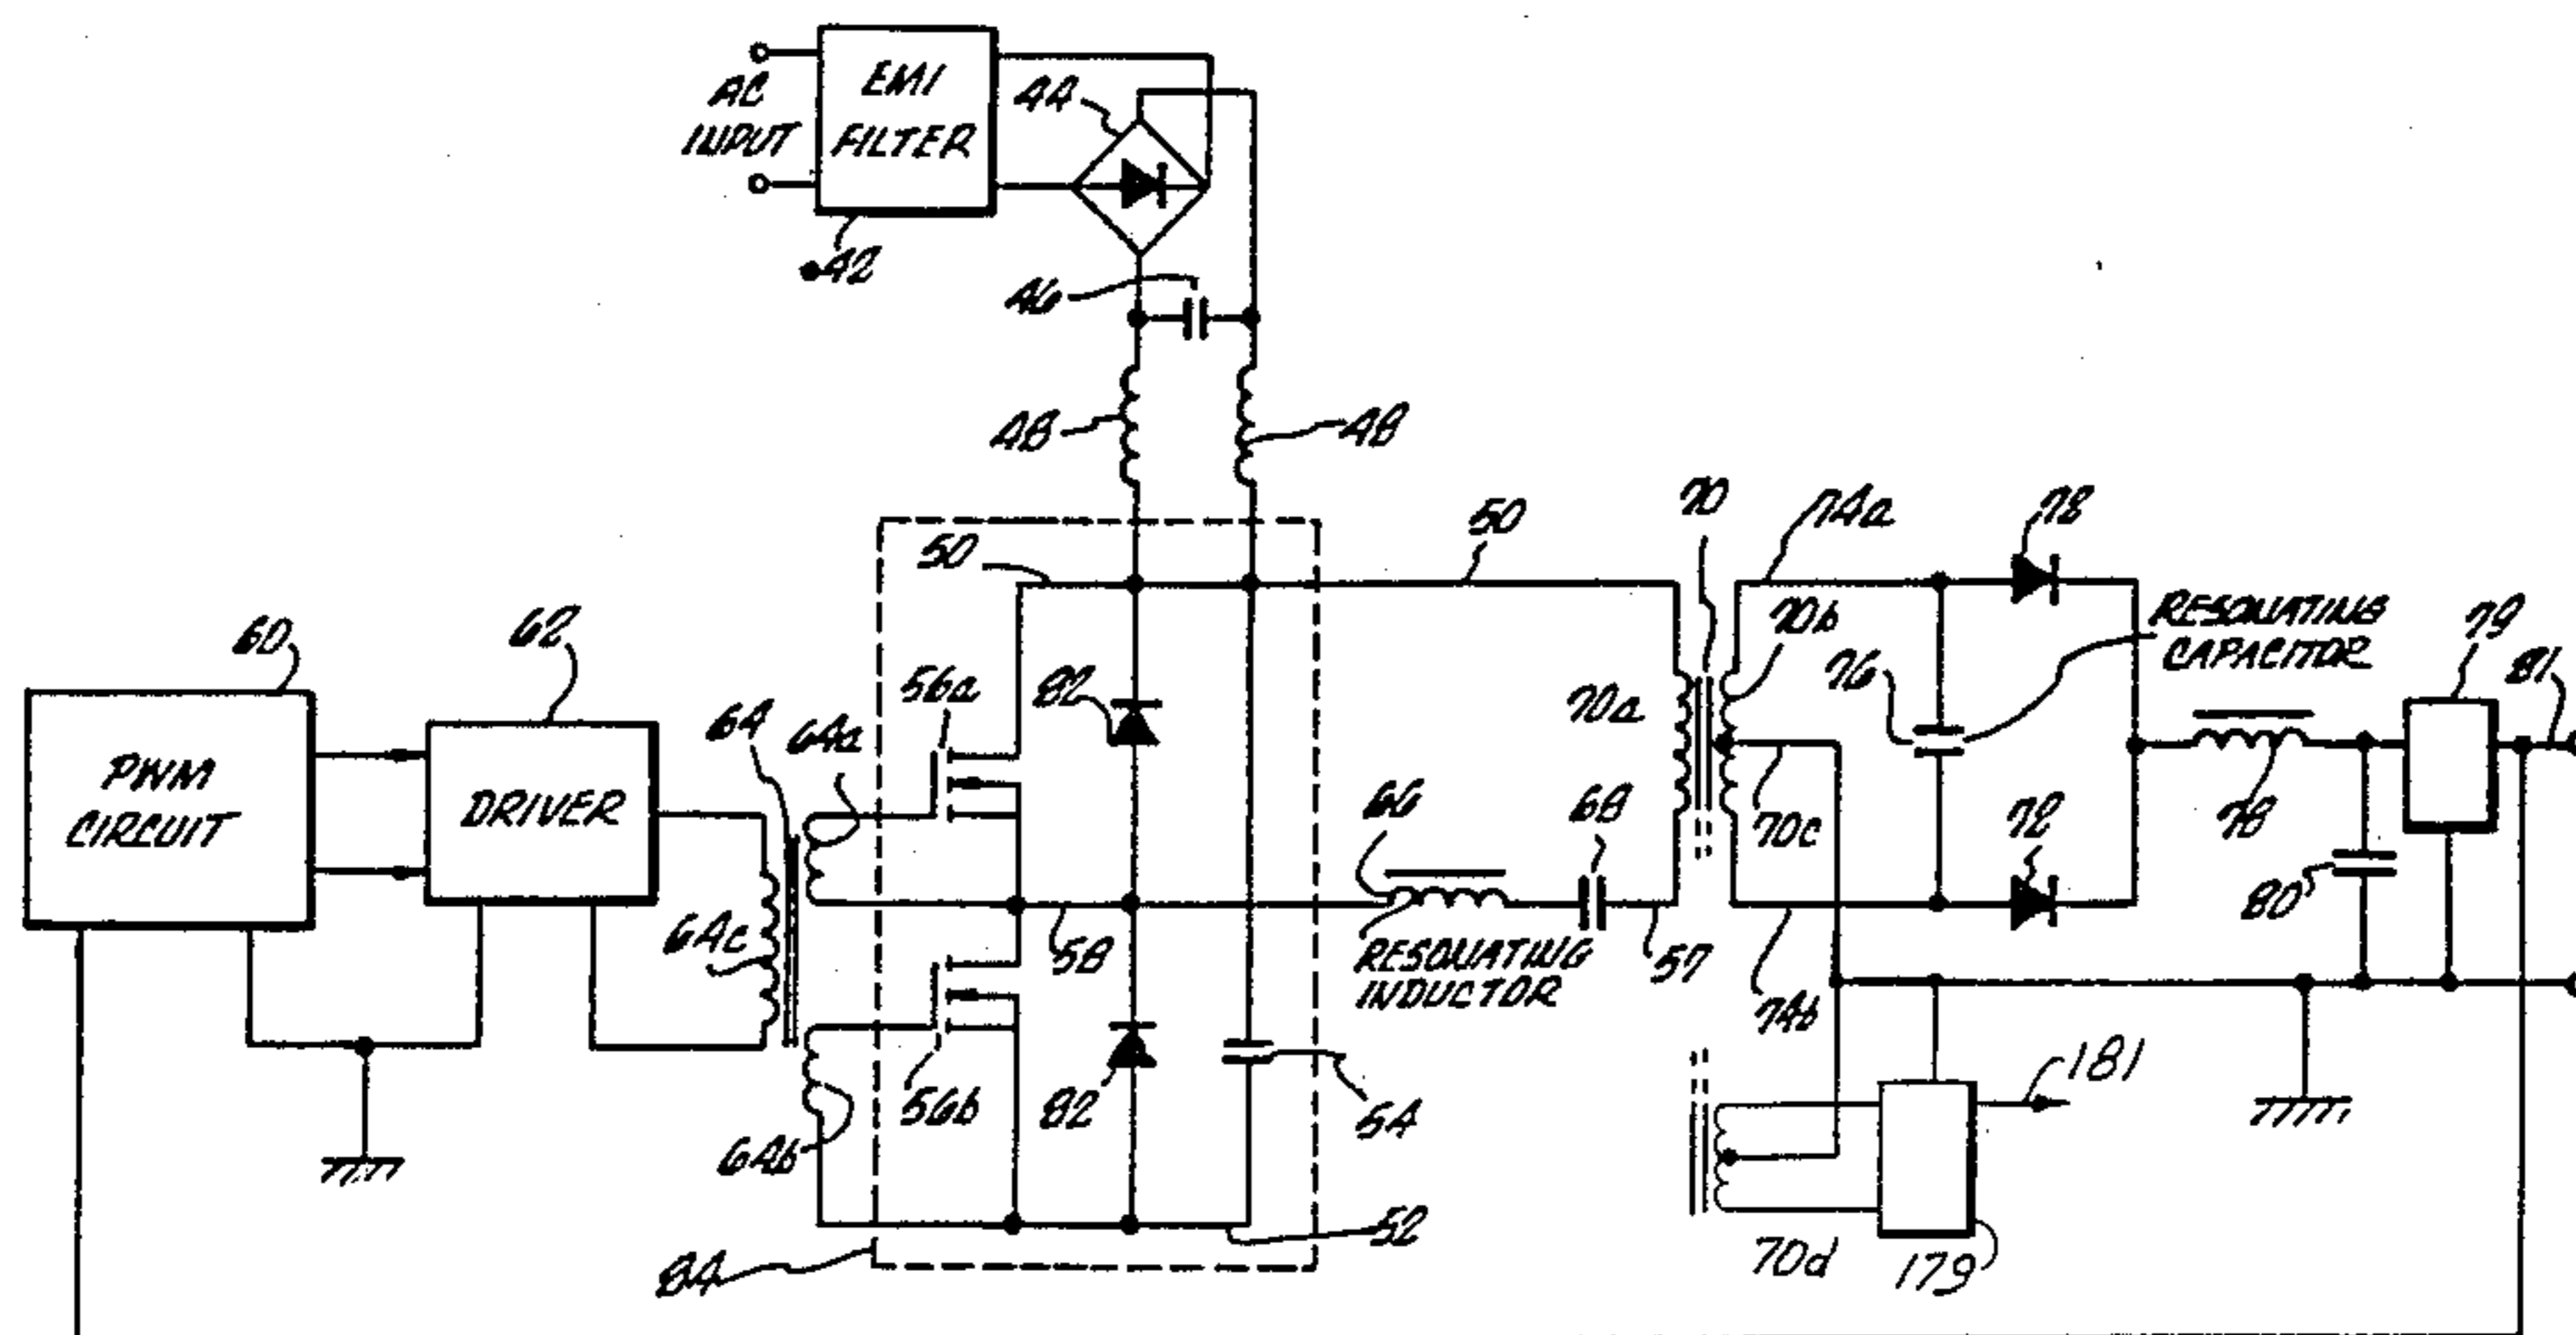 AC
INPUT
EMI
FILTER
44
42
46
48
48
50
50
70
74a
72
60
62
64
64a
56a
82
70a
70b
76
RESONATING
CAPACITOR
79
81
PWM
CIRCUIT
DRIVER
66
68
70c
72
78
80
64c
58
RESONATING
INDUCTOR
57
74b
64b
56b
82
54
181
52
84
70d
179